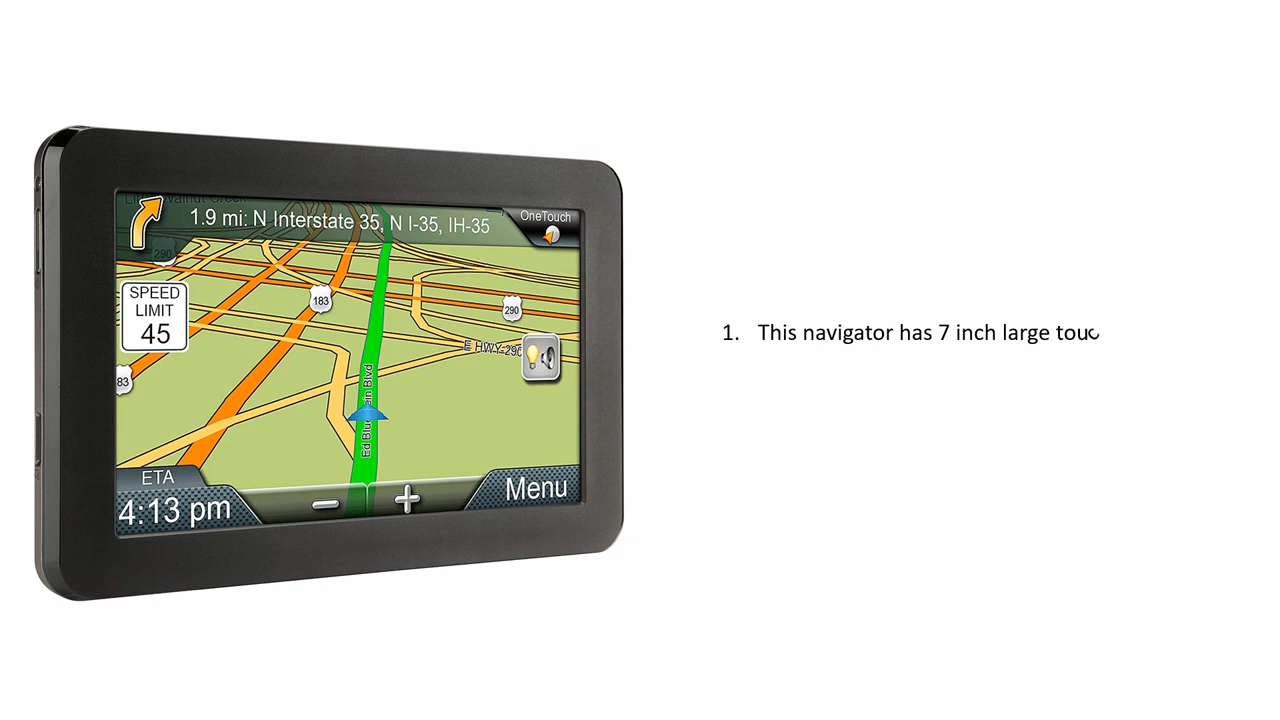 1.9 mi: N Interstate 35, N I-35, IH-35
OneTouch
290
SPEED
LIMIT
45
183
290
E HWY-290
83
ETA
4:13 pm
Menu
1. This navigator has 7 inch large touc